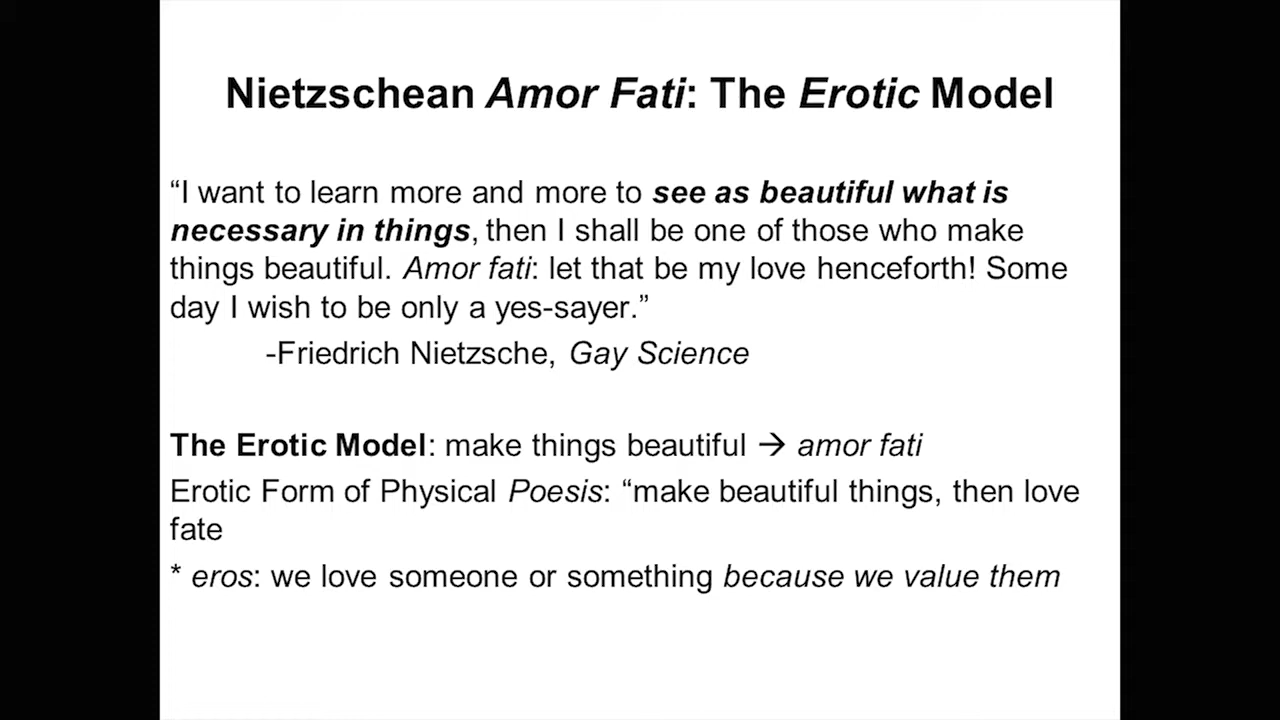 Nietzschean Amor Fati: The Erotic Model
“I want to learn more and more to see as beautiful what is
necessary in things, then I shall be one of those who make
things beautiful. Amor fati: let that be my love henceforth! Some
day I wish to be only a yes-sayer.”
-Friedrich Nietzsche, Gay Science
The Erotic Model: make things beautiful → amor fati
Erotic Form of Physical Poesis: “make beautiful things, then love
fate
* eros: we love someone or something because we value them